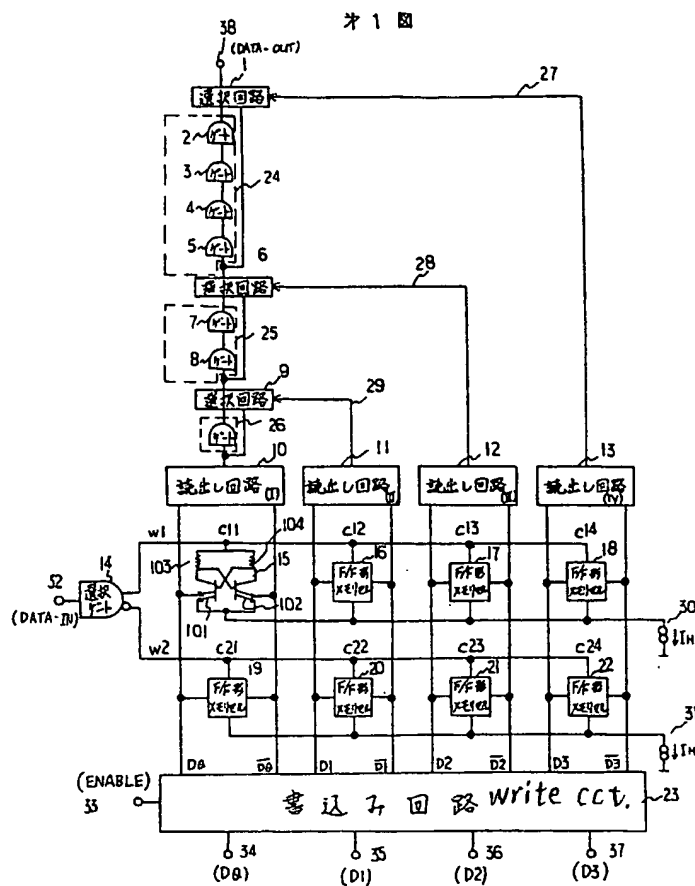 第1図
38
(DATA-OUT)
1
27
選択回路
2 ゲート
3 ゲート
24
4 ゲート
5 ゲート
6
28
選択回路
7 ゲート
25
8 ゲート
9
選択回路
29
26
ゲート
10 11 12 13
読出し回路 (I) 読出し回路 (II) 読出し回路 (III) 読出し回路 (IV)
W1 C11 104 C12 C13 C14
14 103 15 16 17 18
52 選択ゲート F/F形メモリセル F/F形メモリセル F/F形メモリセル
(DATA-IN)
101 102
30
↓IH
W2 C21 C22 C23 C24
19 20 21 22
F/F形メモリセル F/F形メモリセル F/F形メモリセル F/F形メモリセル
31
↓IH
D0 D0 D1 D1 D2 D2 D3 D3
(ENABLE)
33
書込み回路 write cct.
23
34 35 36 37
(D0) (D1) (D2) (D3)